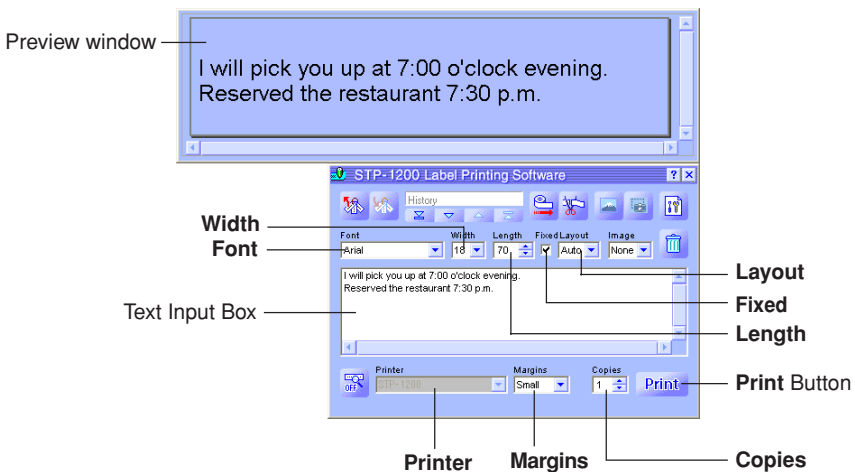 Preview window
I will pick you up at 7:00 o'clock evening.
Reserved the restaurant 7:30 p.m.
STP-1200 Label Printing Software
History
Width
Font
Font Width Length Fixed Layout Image
Arial 18 70 Auto None
Text Input Box
I will pick you up at 7:00 o'clock evening.
Reserved the restaurant 7:30 p.m.
Layout
Fixed
Length
Printer Margins Copies
OFF STP-1200 Small 1 Print
Print Button
Printer Margins Copies